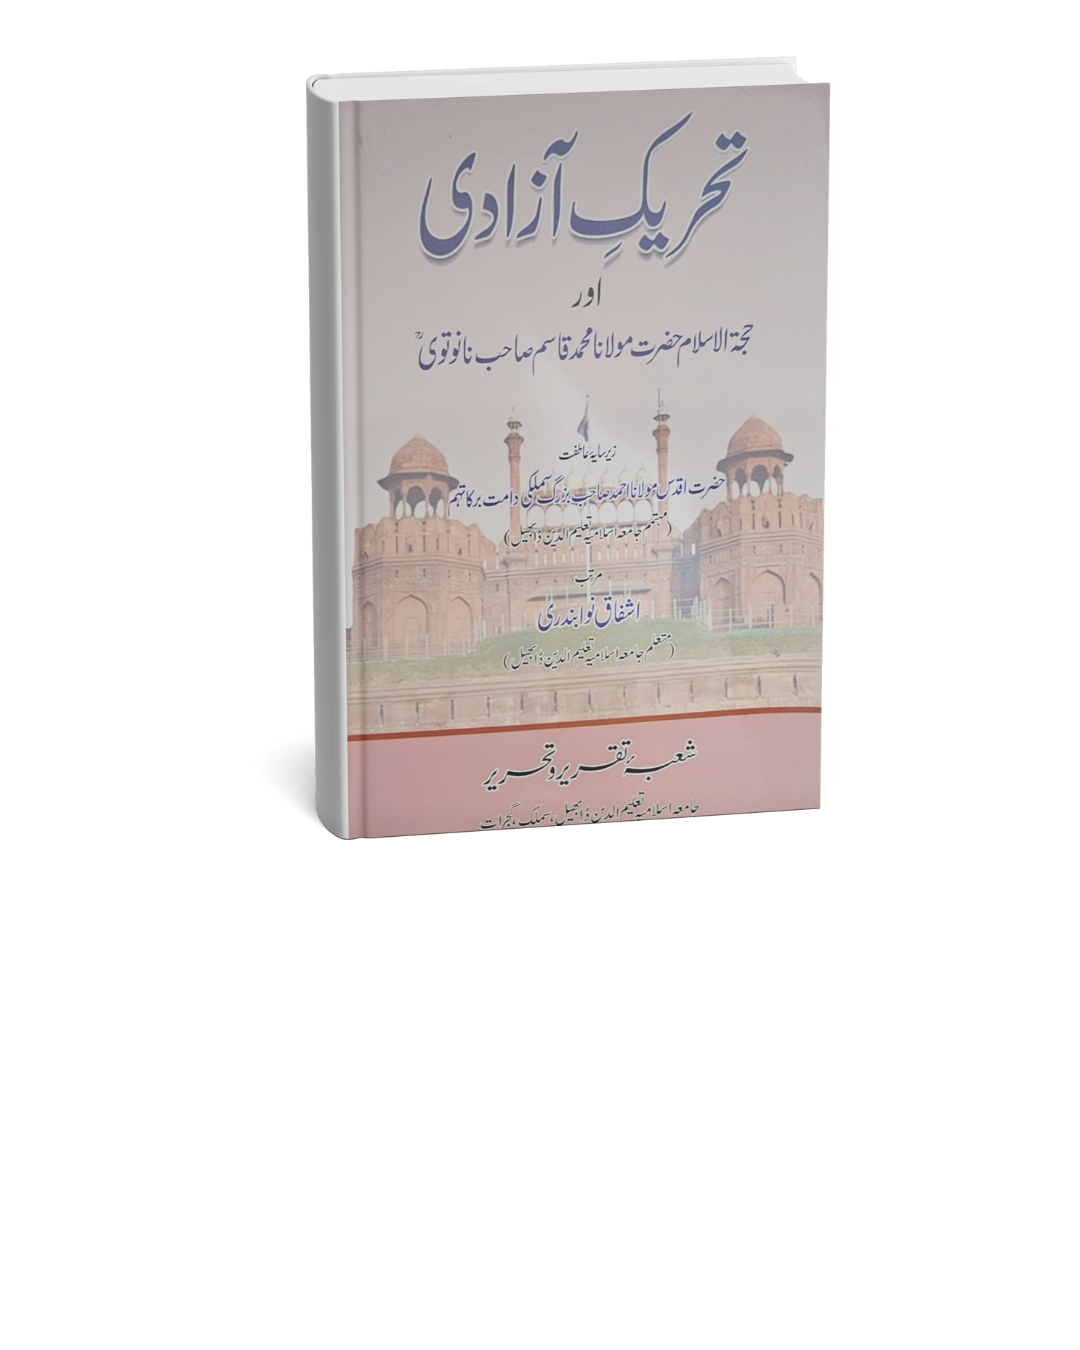 تحریکِ آزادی
اور
حجۃ الاسلام حضرت مولانا محمد قاسم صاحب نانوتویؒ
زیر سایۂ عاطفت
حضرت اقدس مولانا احمد صاحب بزرگ سملکی دامت برکاتہم
(مہتمم جامعہ اسلامیہ تعلیم الدین ڈابھیل)
مرتب
اشفاق نوابندری
(متعلم جامعہ اسلامیہ تعلیم الدین ڈابھیل)
شعبۂ تقریر و تحریر
جامعہ اسلامیہ تعلیم الدین ڈابھیل، سملک، گجرات